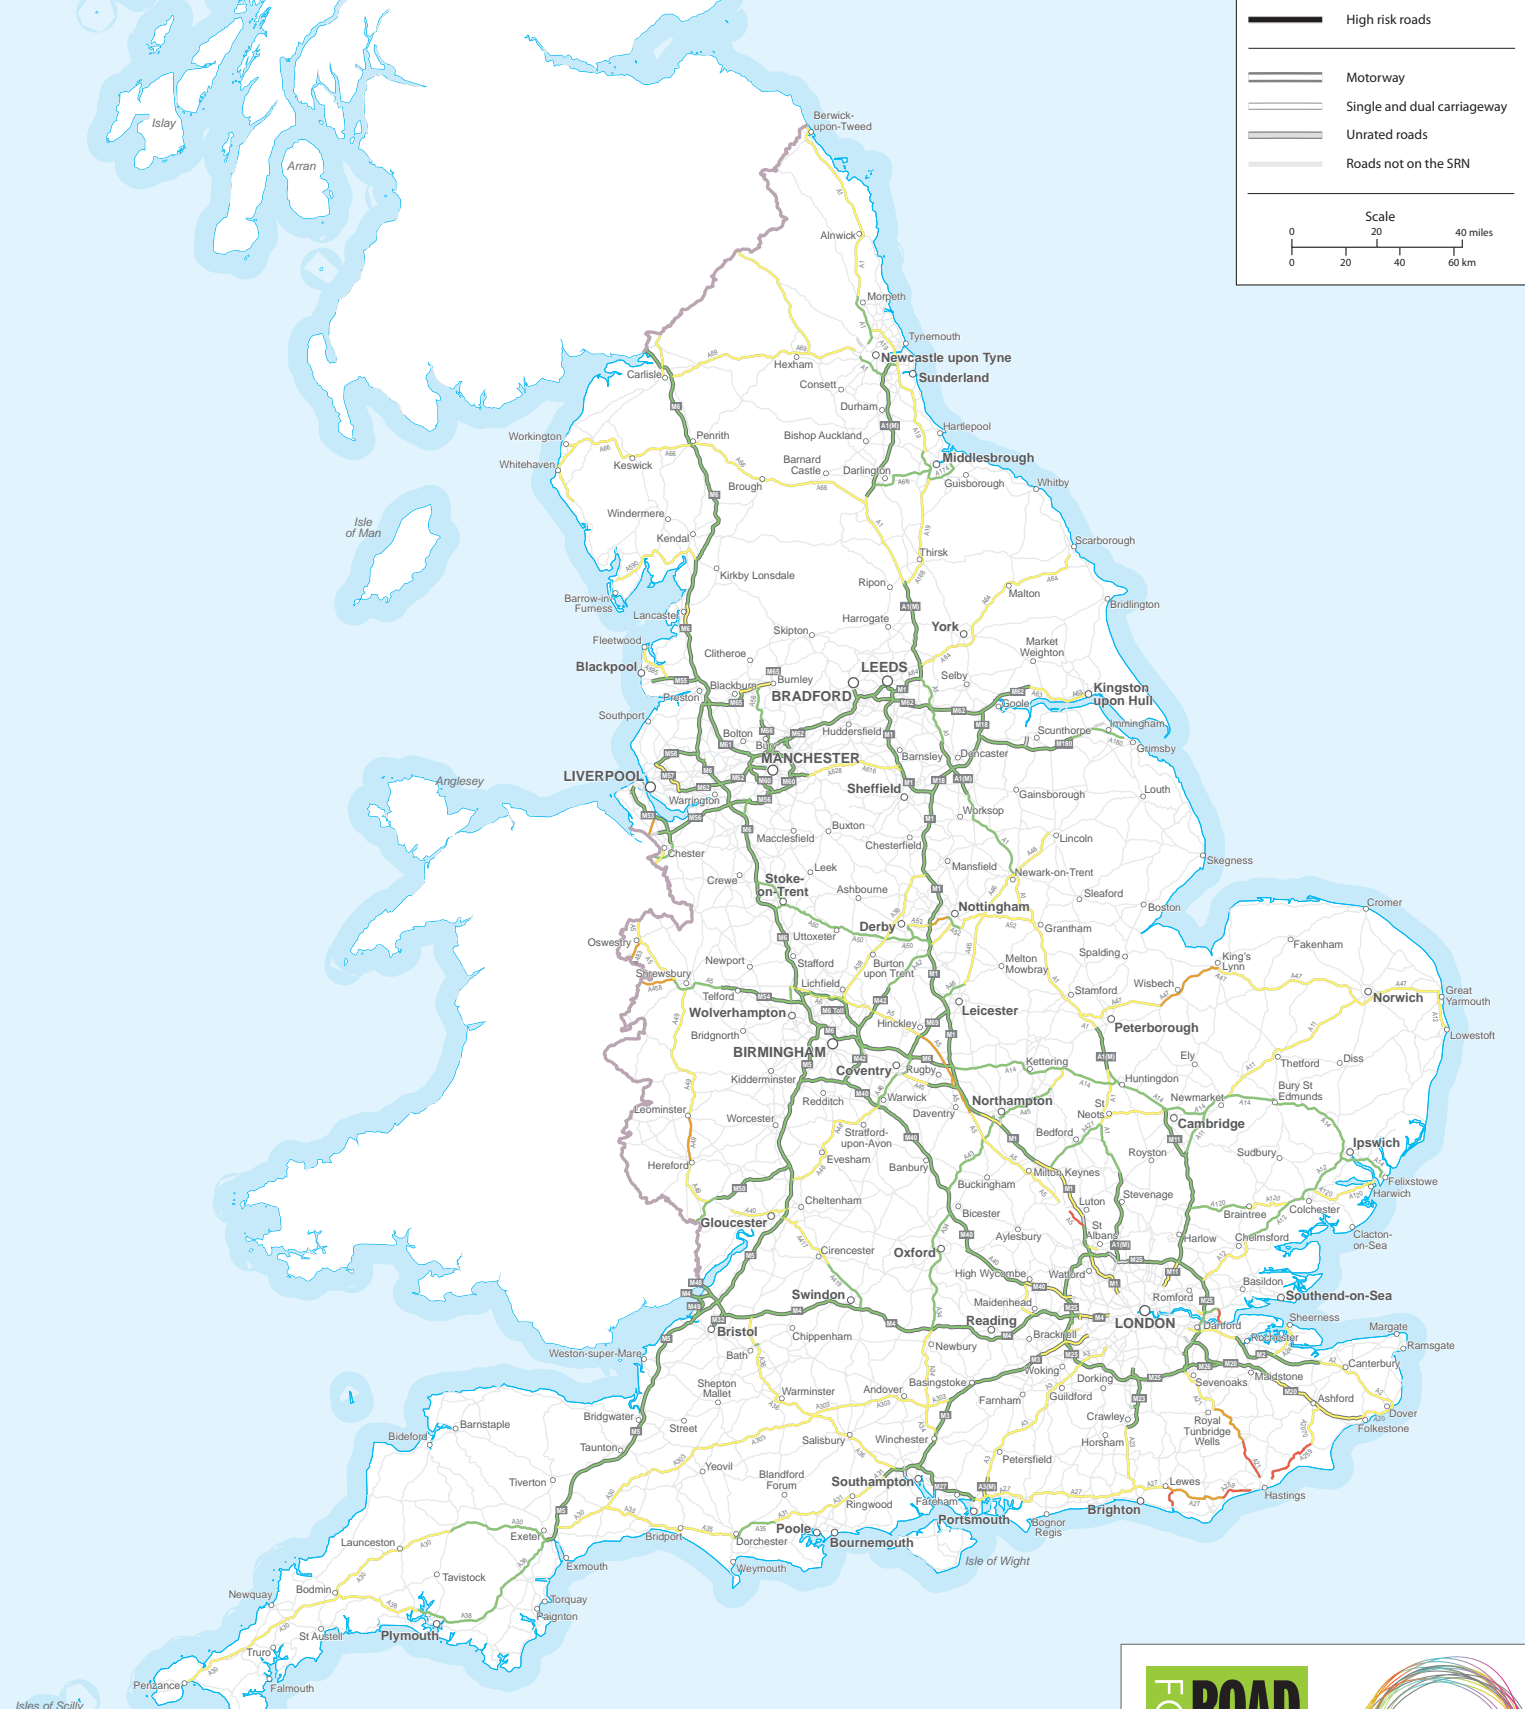 High risk roads
Motorway
Single and dual carriageway
Unrated roads
Roads not on the SRN
Scale
0 20 40 miles
0 20 40 60 km
Islay
Arran
Berwick-
upon-Tweed
Alnwick
Morpeth
Tynemouth
Newcastle upon Tyne
Sunderland
Hexham
Carlisle
Consett
Durham
Hartlepool
Workington
Penrith
Bishop Auckland
Middlesbrough
Whitehaven
Keswick
Barnard
Castle
Darlington
Guisborough
Brough
Whitby
Isle
of Man
Windermere
Kendal
Scarborough
Thirsk
Kirkby Lonsdale
Ripon
Malton
Barrow-in-
Furness
Bridlington
Lancaster
Harrogate
York
Skipton
Fleetwood
Market
Weighton
Clitheroe
Blackpool
LEEDS
Selby
Burnley
Blackburn
BRADFORD
Kingston
upon Hull
Preston
Goole
Southport
Immingham
Bolton
Huddersfield
Scunthorpe
Bury
Grimsby
MANCHESTER
Barnsley
Doncaster
LIVERPOOL
Anglesey
Sheffield
Gainsborough
Louth
Warrington
Worksop
Buxton
Macclesfield
Lincoln
Chesterfield
Chester
Skegness
Leek
Mansfield
Newark-on-Trent
Crewe
Stoke-
on-Trent
Ashbourne
Sleaford
Nottingham
Boston
Cromer
Derby
Grantham
Oswestry
Uttoxeter
Fakenham
Newport
Stafford
Burton
upon Trent
Melton
Mowbray
Spalding
King's
Lynn
Shrewsbury
Lichfield
Stamford
Wisbech
Great
Yarmouth
Norwich
Telford
Wolverhampton
Leicester
Hinckley
Peterborough
Lowestoft
Bridgnorth
BIRMINGHAM
Ely
Kettering
Thetford
Diss
Coventry
Rugby
Kidderminster
Huntingdon
Bury St
Edmunds
Redditch
Warwick
Northampton
Newmarket
Leominster
Daventry
St
Neots
Worcester
Cambridge
Stratford-
upon-Avon
Bedford
Ipswich
Hereford
Evesham
Banbury
Royston
Sudbury
Milton Keynes
Felixstowe
Buckingham
Harwich
Cheltenham
Luton
Stevenage
Colchester
Gloucester
Bicester
Braintree
St
Albans
Clacton-
on-Sea
Aylesbury
Harlow
Chelmsford
Cirencester
Oxford
High Wycombe
Watford
Basildon
Swindon
Romford
Southend-on-Sea
Maidenhead
LONDON
Sheerness
Reading
Dartford
Margate
Bristol
Chippenham
Bracknell
Rochester
Ramsgate
Newbury
Weston-super-Mare
Bath
Canterbury
Woking
Maidstone
Basingstoke
Dorking
Sevenoaks
Shepton
Mallet
Warminster
Andover
Farnham
Guildford
Ashford
Dover
Bridgwater
Crawley
Royal
Tunbridge
Wells
Folkestone
Barnstaple
Street
Salisbury
Winchester
Horsham
Bideford
Taunton
Petersfield
Yeovil
Tiverton
Blandford
Forum
Southampton
Lewes
Hastings
Ringwood
Fareham
Brighton
Portsmouth
Bognor
Regis
Exeter
Poole
Bournemouth
Launceston
Bridport
Dorchester
Isle of Wight
Exmouth
Weymouth
Tavistock
Newquay
Bodmin
Torquay
Paignton
St Austell
Plymouth
Truro
Penzance
Falmouth
Isles of Scilly
ROAD